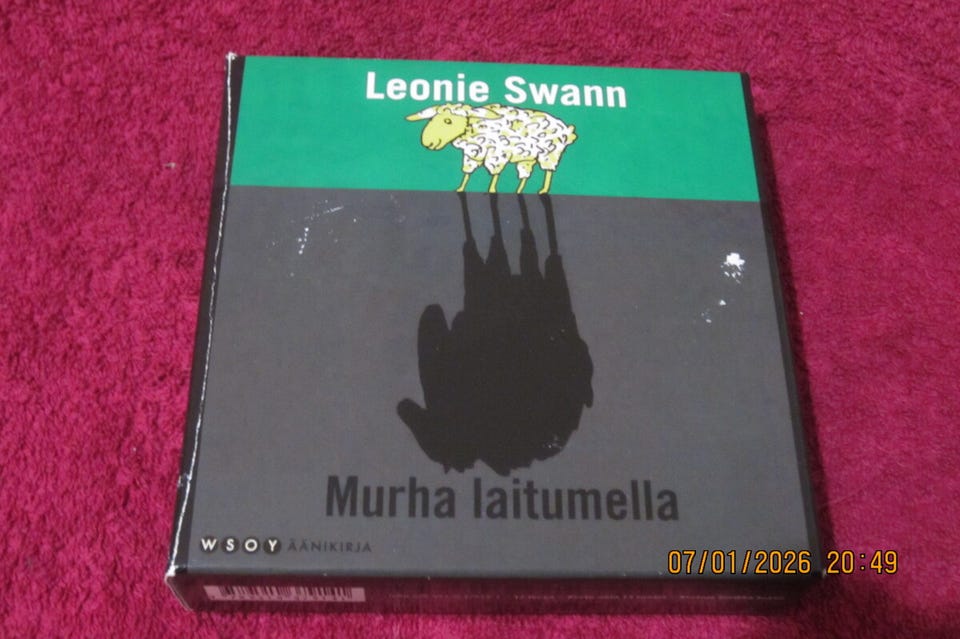 Leonie Swann
Murha laitumella
WSOY ÄÄNIKIRJA
07/01/2026 20:49